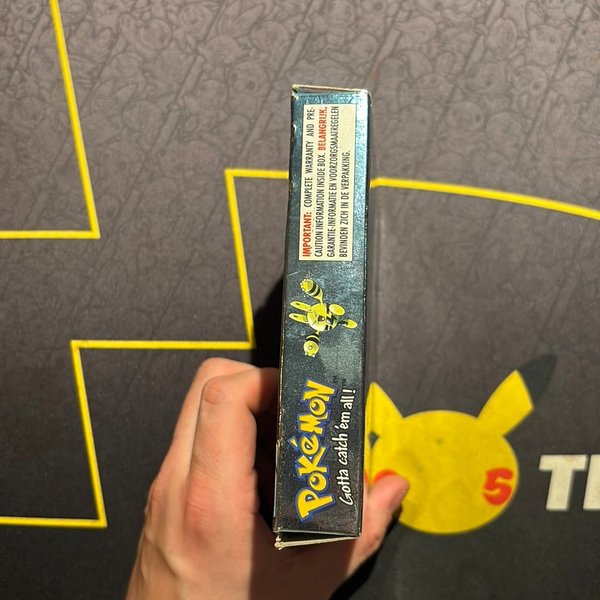 IMPORTANT: COMPLETE WARRANTY AND PRE-
CAUTION INFORMATION INSIDE BOX. BELANGRIJK:
GARANTIE-INFORMATIE EN VOORZORGSMAATREGELEN
BEVINDEN ZICH IN DE VERPAKKING.
POKéMON
Gotta catch 'em all!
5